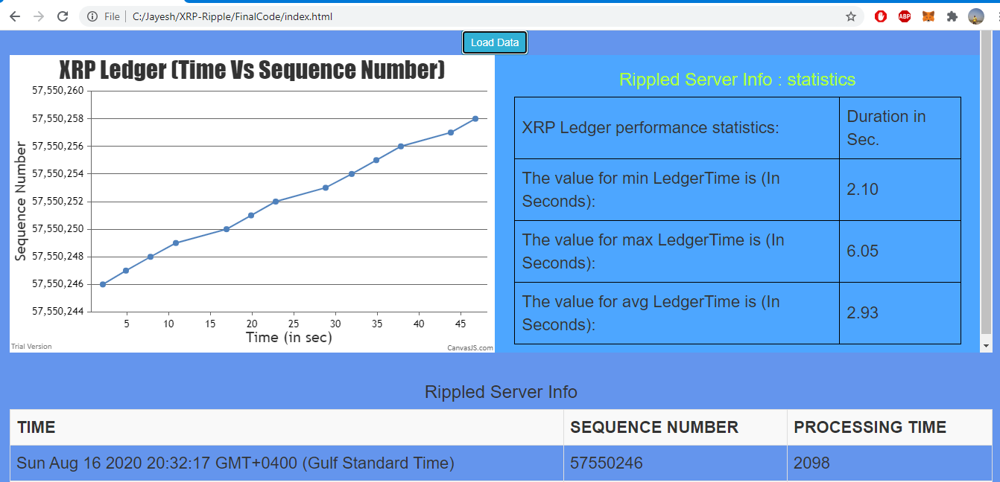 File
C:/Jayesh/XRP-Ripple/FinalCode/index.html
ABP
Load Data
XRP Ledger (Time Vs Sequence Number)
57,550,260
57,550,258
57,550,256
57,550,254
57,550,252
57,550,250
57,550,248
57,550,246
57,550,244
Sequence Number
5 10 15 20 25 30 35 40 45
Time (in sec)
Trial Version
CanvasJS.com
Rippled Server Info : statistics
XRP Ledger performance statistics:
Duration in
Sec.
The value for min LedgerTime is (In
Seconds):
2.10
The value for max LedgerTime is (In
Seconds):
6.05
The value for avg LedgerTime is (In
Seconds):
2.93
Rippled Server Info
TIME SEQUENCE NUMBER PROCESSING TIME
Sun Aug 16 2020 20:32:17 GMT+0400 (Gulf Standard Time) 57550246 2098